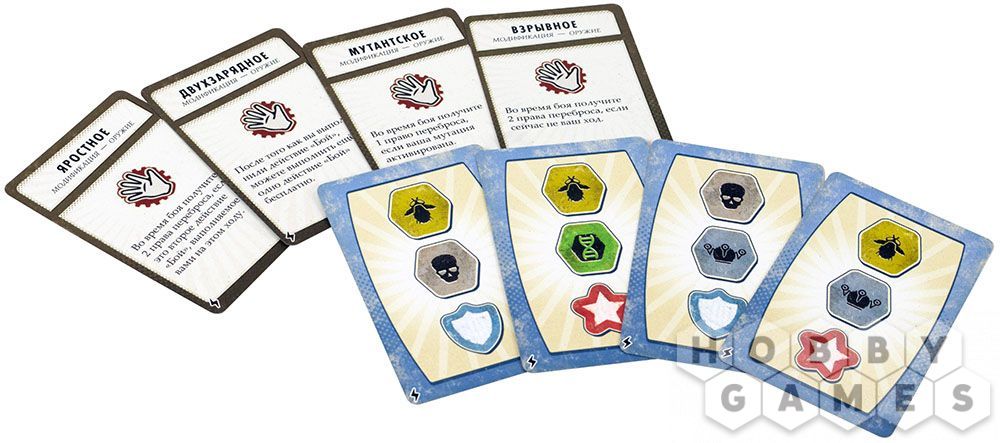 ЯРОСТНОЕ
МОДИФИКАЦИЯ — ОРУЖИЕ
Во время боя получите
2 права переброса, если
это второе действие
«Бой», выполняемое
вами на этом ходу.
ДВУХЗАРЯДНОЕ
МОДИФИКАЦИЯ — ОРУЖИЕ
После того как вы выпол-
нили действие «Бой»,
можете выполнить ещё
одно действие «Бой»
бесплатно.
МУТАНТСКОЕ
МОДИФИКАЦИЯ — ОРУЖИЕ
Во время боя получите
1 право переброса,
если ваша мутация
активирована.
ВЗРЫВНОЕ
МОДИФИКАЦИЯ — ОРУЖИЕ
Во время боя получите
2 права переброса, если
сейчас не ваш ход.
HOBBY
GAMES